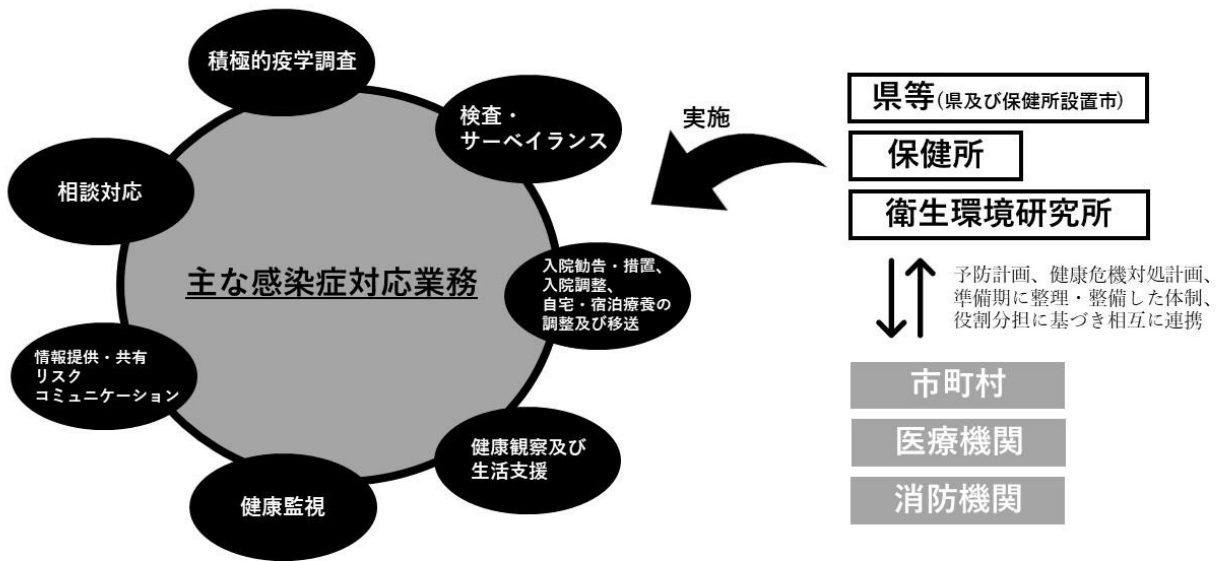 積極的疫学調査
検査・
サーベイランス
相談対応
主な感染症対応業務
入院勧告・措置、
入院調整、
自宅・宿泊療養の
調整及び移送
情報提供・共有
リスク
コミュニケーション
健康観察及び
生活支援
健康監視
実施
県等(県及び保健所設置市)
保健所
衛生環境研究所
予防計画、健康危機対処計画、
準備期に整理・整備した体制、
役割分担に基づき相互に連携
市町村
医療機関
消防機関